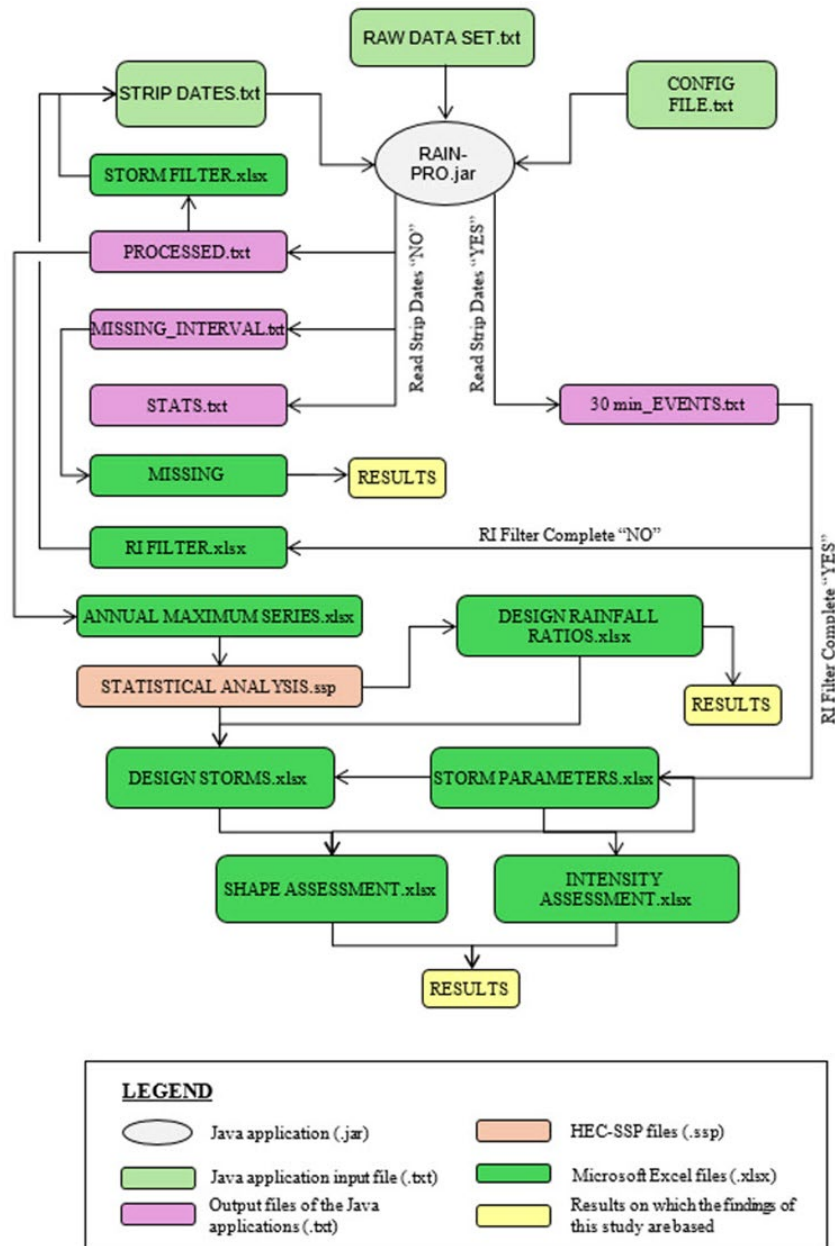 RAW DATA SET.txt
STRIP DATES.txt
CONFIG
FILE.txt
RAIN-
PRO.jar
STORM FILTER.xlsx
PROCESSED.txt
Read Strip Dates “NO”
Read Strip Dates “YES”
MISSING_INTERVAL.txt
STATS.txt
30 min_EVENTS.txt
MISSING
RESULTS
RI Filter Complete “NO”
RI FILTER.xlsx
RI Filter Complete “YES”
ANNUAL MAXIMUM SERIES.xlsx
DESIGN RAINFALL
RATIOS.xlsx
STATISTICAL ANALYSIS.ssp
RESULTS
DESIGN STORMS.xlsx
STORM PARAMETERS.xlsx
SHAPE ASSESSMENT.xlsx
INTENSITY
ASSESSMENT.xlsx
RESULTS
LEGEND
Java application (.jar)
HEC-SSP files (.ssp)
Java application input file (.txt)
Microsoft Excel files (.xlsx)
Output files of the Java
applications (.txt)
Results on which the findings of
this study are based